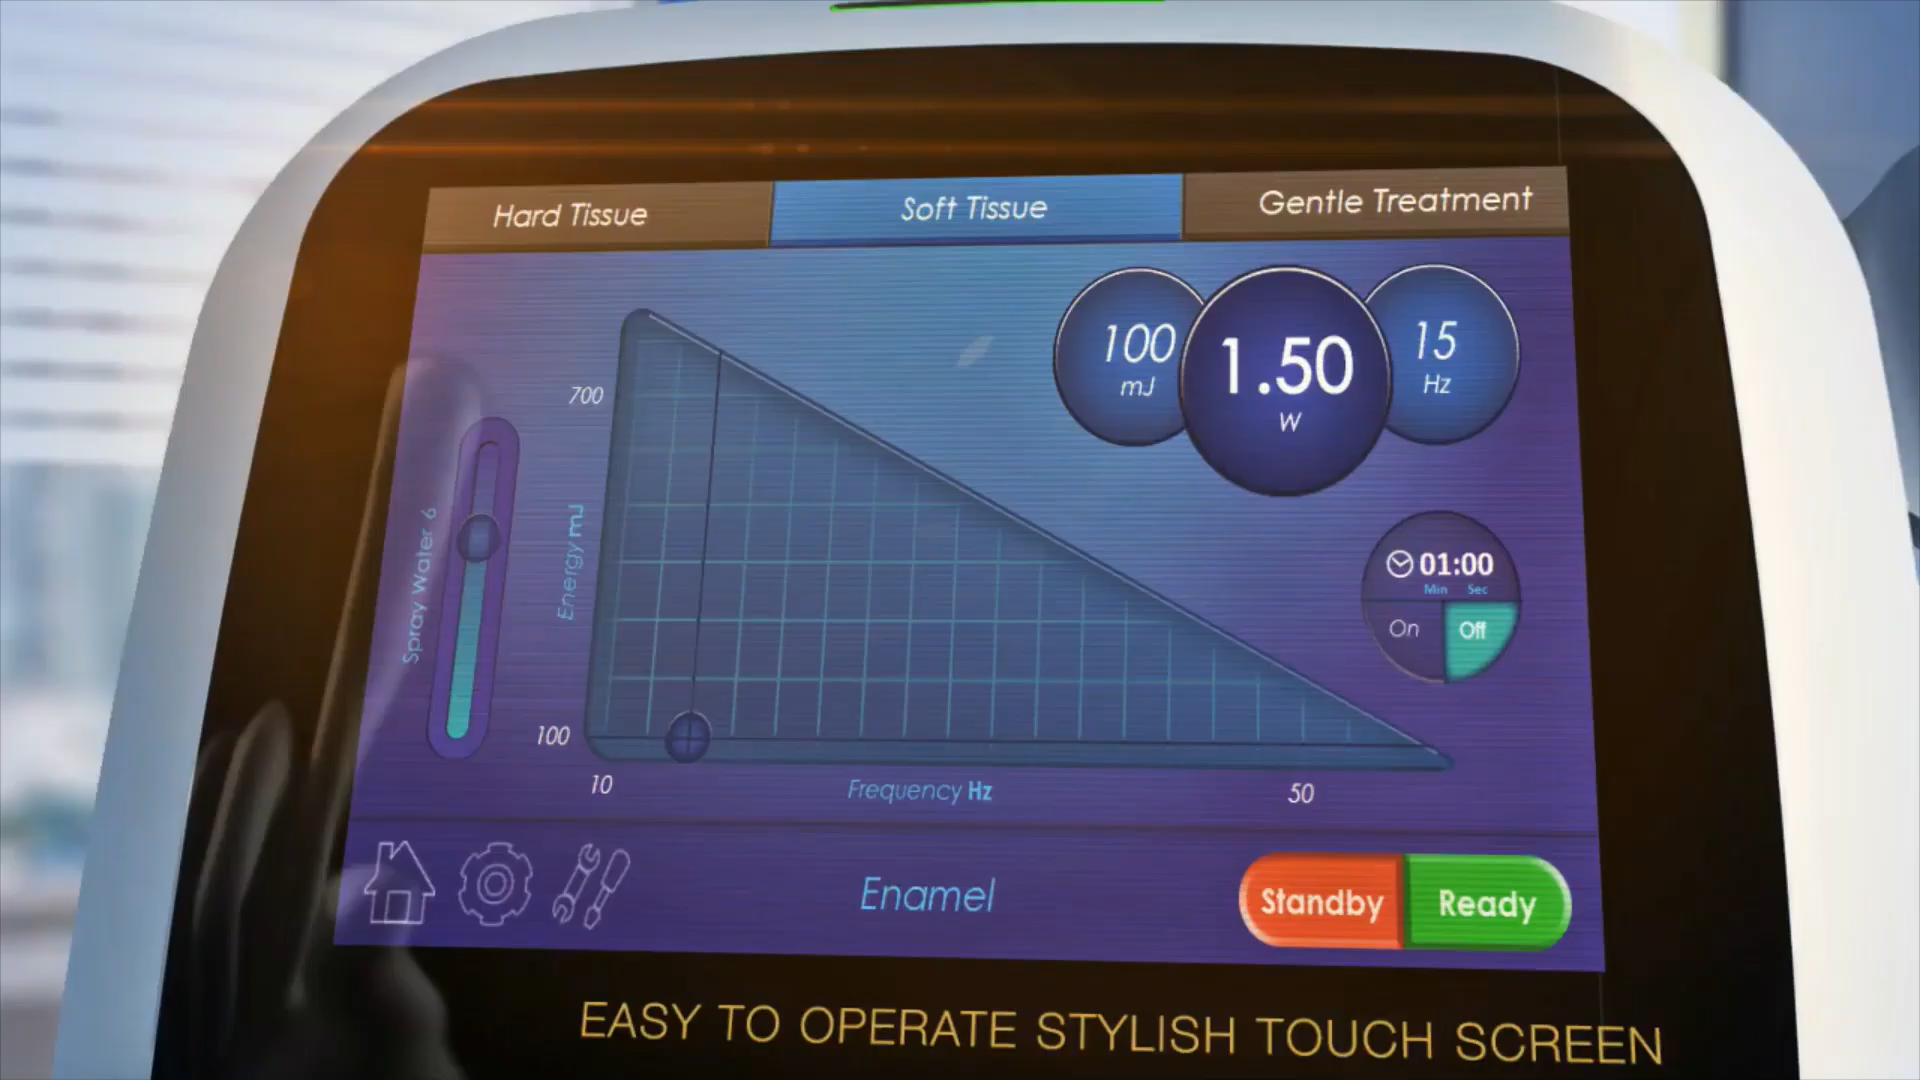 Hard Tissue
Soft Tissue
Gentle Treatment
100
mJ
1.50
W
15
Hz
700
Energy mJ
100
Spray Water 6
01:00
Min Sec
On
Off
10
Frequency Hz
50
Enamel
Standby
Ready
EASY TO OPERATE STYLISH TOUCH SCREEN